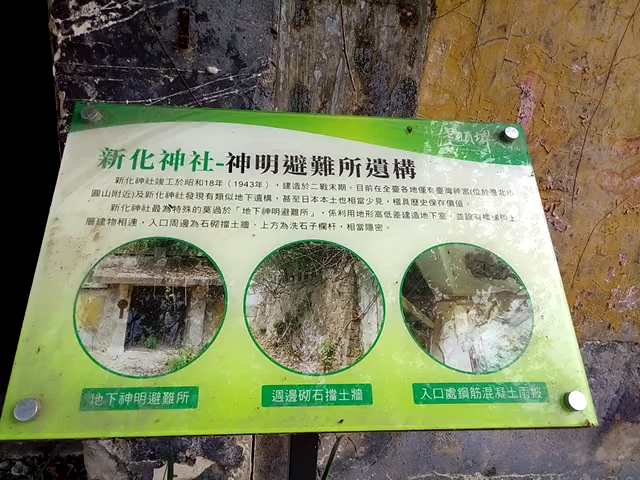 新化神社-神明避難所遺構
新化神社竣工於昭和18年（1943年），建造於二戰末期。目前在全臺各地僅有臺灣神宮(位於臺北市
圓山附近)及新化神社發現有類似地下遺構，甚至日本本土也相當少見，極具歷史保存價值。
新化神社最為特殊的莫過於「地下神明避難所」，係利用地形高低差建造地下室，並設有樓梯與上
層建物相連，入口周邊為石砌擋土牆，上方為洗石子欄杆，相當隱密。
地下神明避難所
週邊砌石擋土牆
入口處鋼筋混凝土雨披